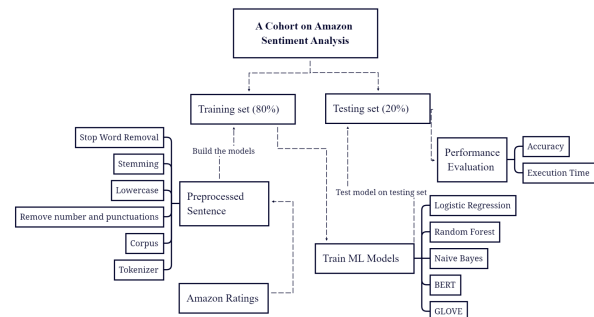 A Cohort on Amazon
Sentiment Analysis
Training set (80%)
Testing set (20%)
Stop Word Removal
Stemming
Lowercase
Remove number and punctuations
Corpus
Tokenizer
Build the models
Preprocessed
Sentence
Amazon Ratings
Performance
Evaluation
Accuracy
Execution Time
Test model on testing set
Train ML Models
Logistic Regression
Random Forest
Naive Bayes
BERT
GLOVE